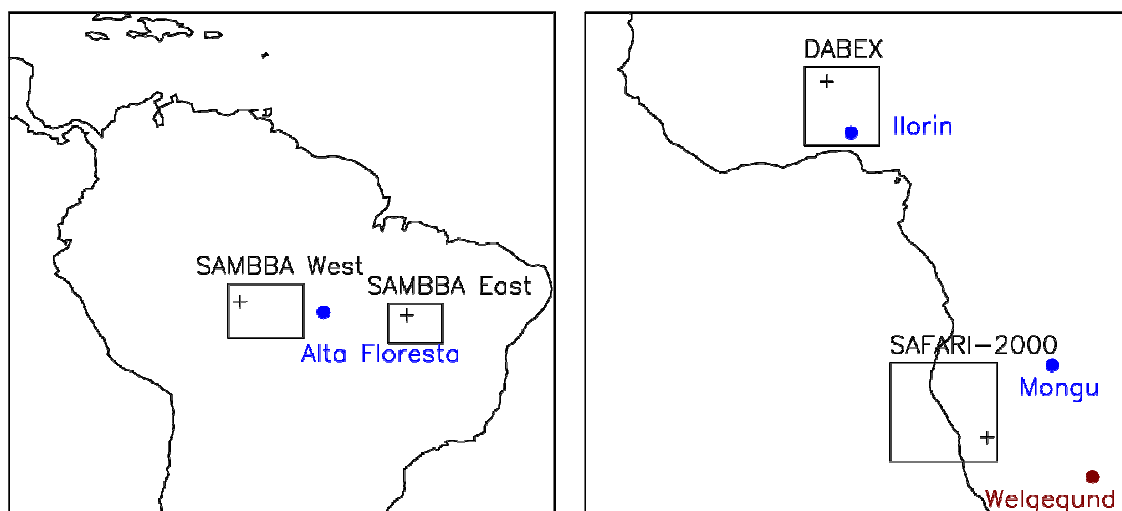 SAMBBA West
SAMBBA East
Alta Floresta
DABEX
Ilorin
SAFARI-2000
Mongu
Welgegund